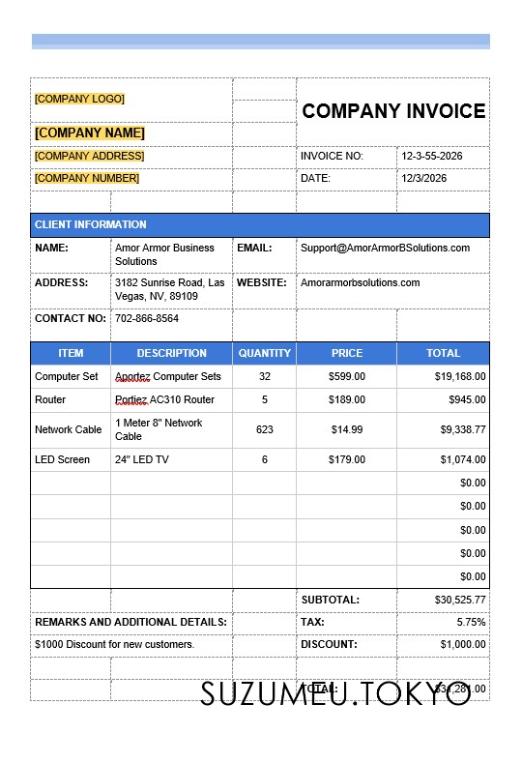 [COMPANY LOGO]
COMPANY INVOICE
[COMPANY NAME]
[COMPANY ADDRESS] INVOICE NO: 12-3-55-2026
[COMPANY NUMBER] DATE: 12/3/2026
CLIENT INFORMATION
NAME: Amor Armor Business Solutions EMAIL: Support@AmorArmorBSolutions.com
ADDRESS: 3182 Sunrise Road, Las Vegas, NV, 89109 WEBSITE: Amorarmorbsolutions.com
CONTACT NO: 702-866-8564
ITEM DESCRIPTION QUANTITY PRICE TOTAL
Computer Set Aportez Computer Sets 32 $599.00 $19,168.00
Router Portiez AC310 Router 5 $189.00 $945.00
Network Cable 1 Meter 8" Network Cable 623 $14.99 $9,338.77
LED Screen 24" LED TV 6 $179.00 $1,074.00
$0.00
$0.00
$0.00
$0.00
$0.00
SUBTOTAL: $30,525.77
REMARKS AND ADDITIONAL DETAILS: TAX: 5.75%
$1000 Discount for new customers. DISCOUNT: $1,000.00
TOTAL: $31,281.00
SUZUMEU.TOKYO